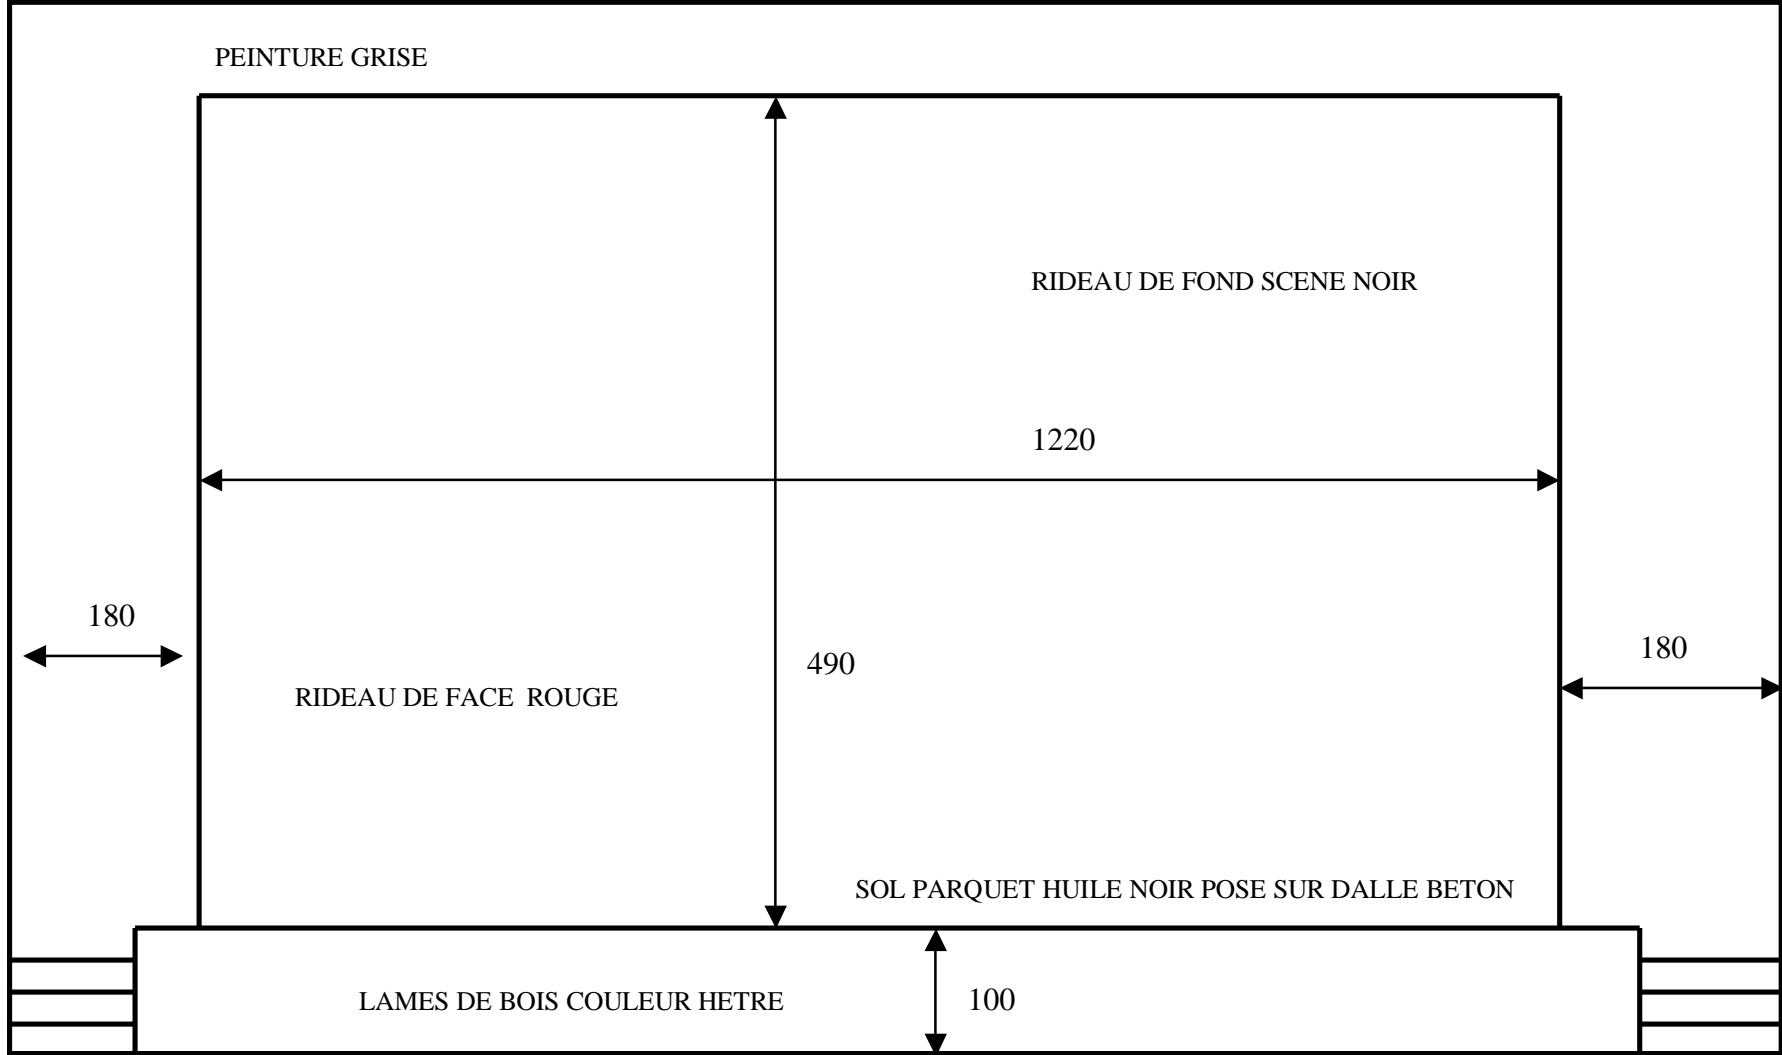 PEINTURE GRISE
RIDEAU DE FOND SCENE NOIR
1220
180
490
180
RIDEAU DE FACE  ROUGE
SOL PARQUET HUILE NOIR POSE SUR DALLE BETON
LAMES DE BOIS COULEUR HETRE
100